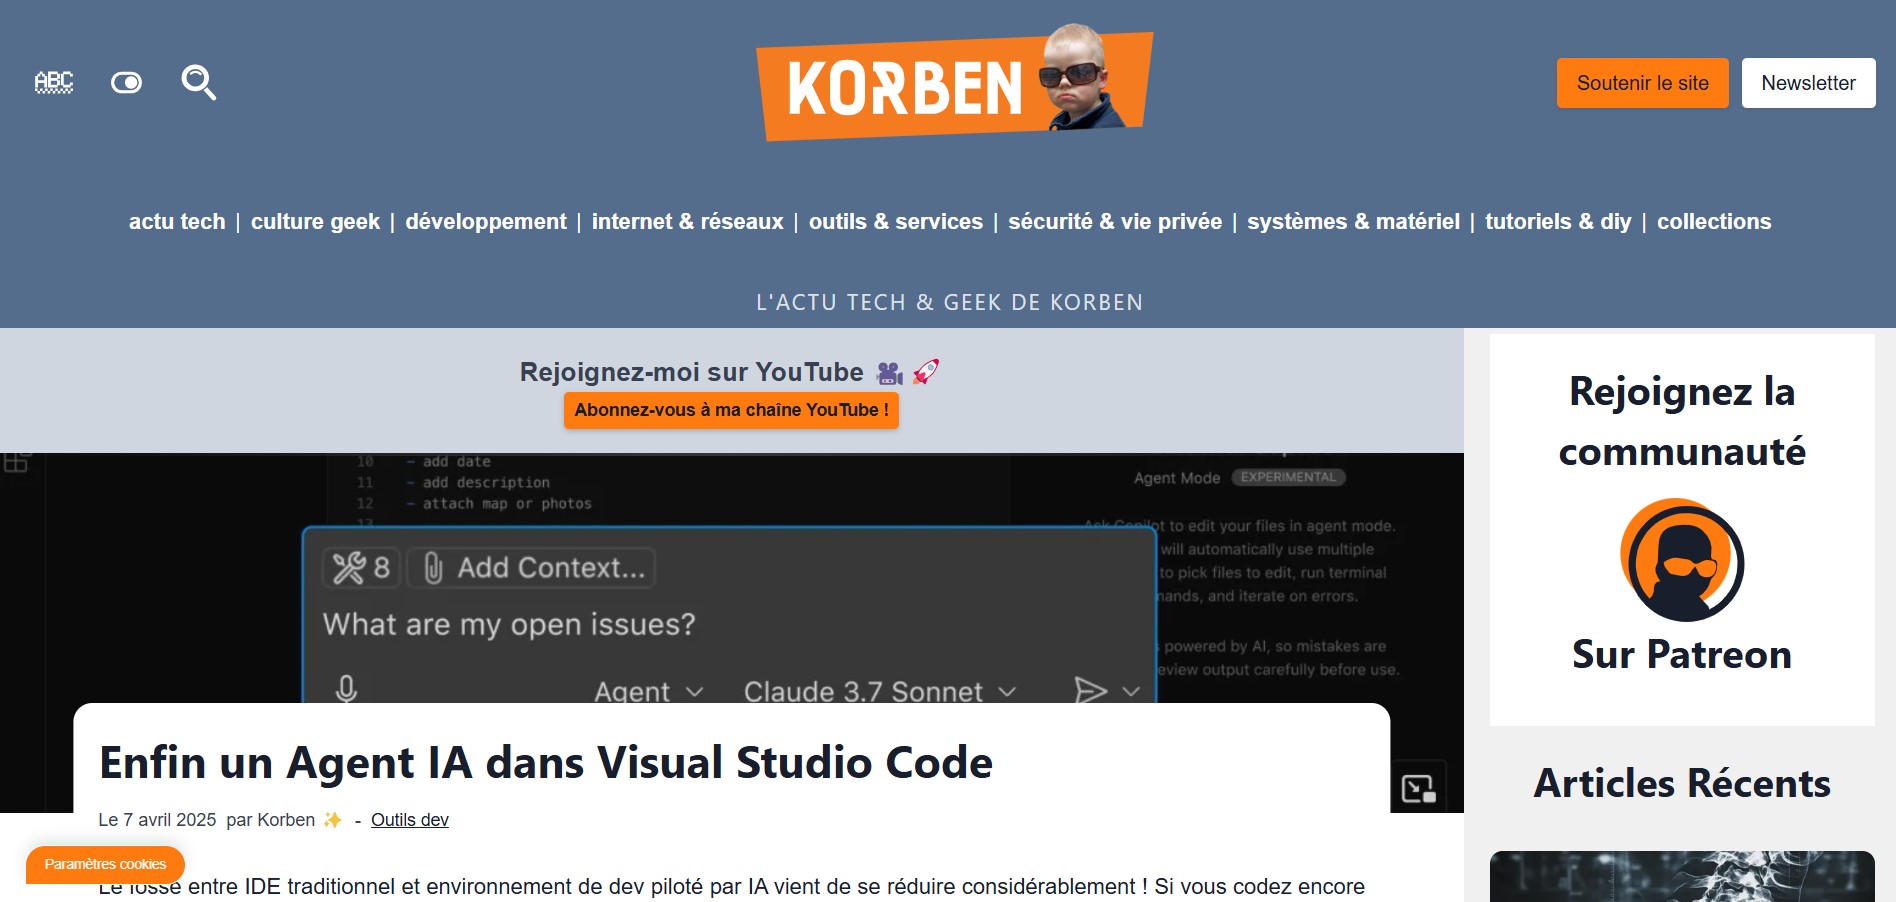 ABC
KORBEN
Soutenir le site
Newsletter
actu tech | culture geek | développement | internet & réseaux | outils & services | sécurité & vie privée | systèmes & matériel | tutoriels & diy | collections
L'ACTU TECH & GEEK DE KORBEN
Rejoignez-moi sur YouTube 🎥 🚀
Abonnez-vous à ma chaîne YouTube !
10 - add date
11 - add description
12 - attach map or photos
13
Agent Mode EXPERIMENTAL
Ask Copilot to edit your files in agent mode.
will automatically use multiple
to pick files to edit, run terminal
and iterate on errors.
powered by AI, so mistakes are
output carefully before use.
8 Add Context...
What are my open issues?
Agent Claude 3.7 Sonnet
Enfin un Agent IA dans Visual Studio Code
Le 7 avril 2025 par Korben ✨ - Outils dev
Paramètres cookies
Le fossé entre IDE traditionnel et environnement de dev piloté par IA vient de se réduire considérablement ! Si vous codez encore
Rejoignez la
communauté
Sur Patreon
Articles Récents